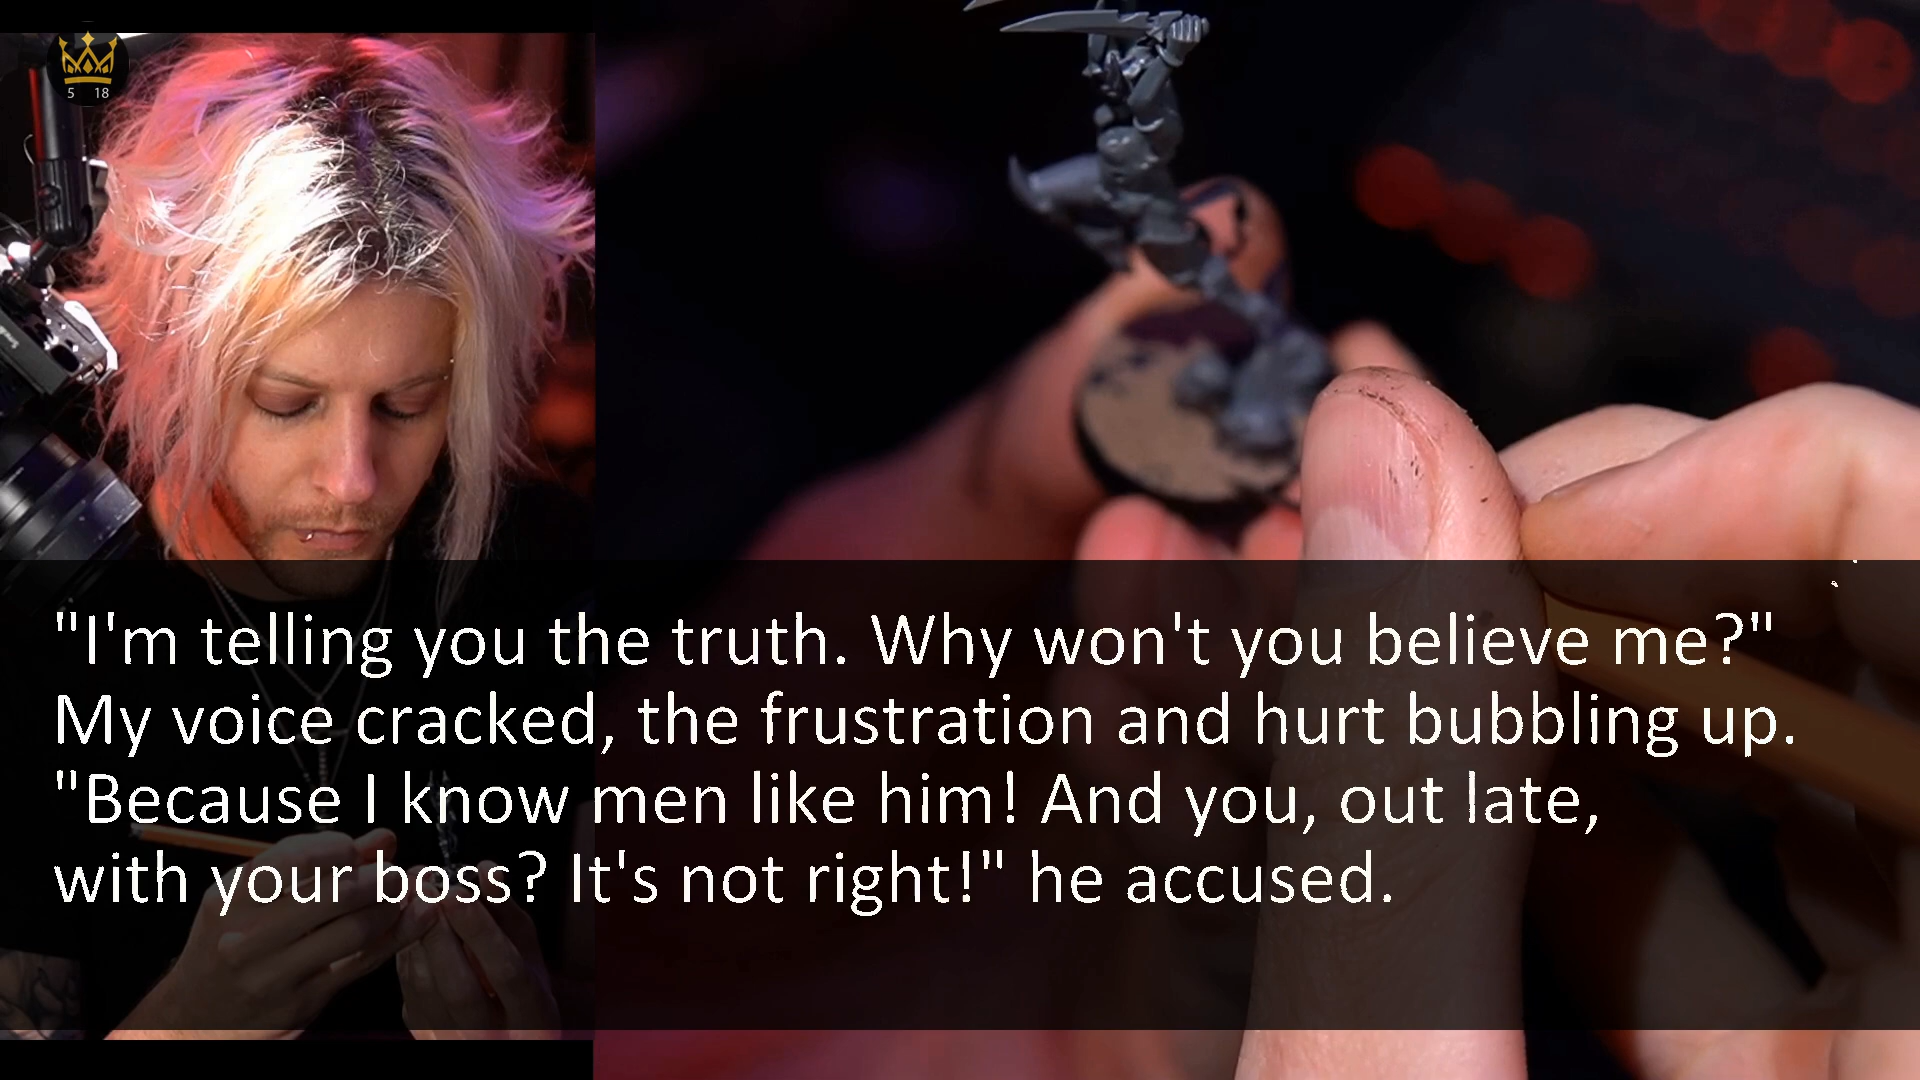 5 18
"I'm telling you the truth. Why won't you believe me?"
My voice cracked, the frustration and hurt bubbling up.
"Because I know men like him! And you, out late,
with your boss? It's not right!" he accused.